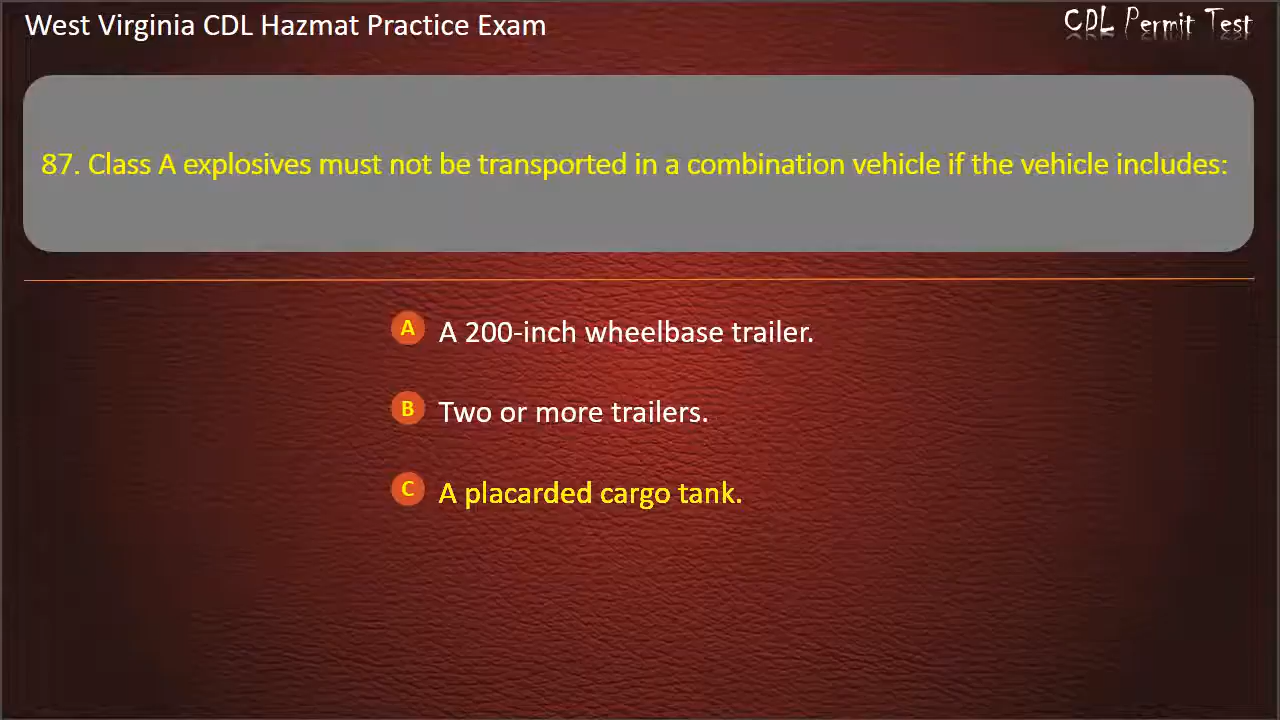 West Virginia CDL Hazmat Practice Exam
CDL Permit Test
87. Class A explosives must not be transported in a combination vehicle if the vehicle includes:
A A 200-inch wheelbase trailer.
B Two or more trailers.
C A placarded cargo tank.